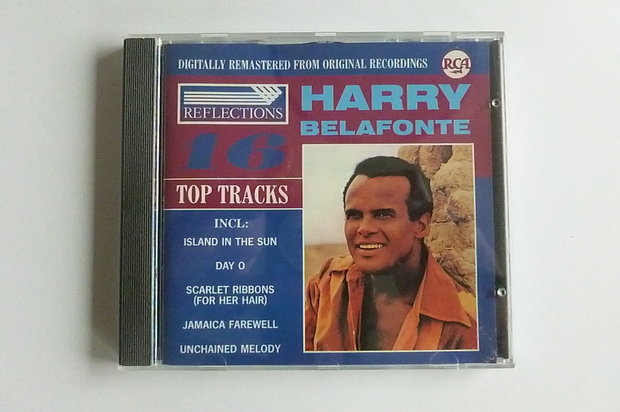 DIGITALLY REMASTERED FROM ORIGINAL RECORDINGS
RCA
REFLECTIONS
HARRY
BELAFONTE
16
TOP TRACKS
INCL:
ISLAND IN THE SUN
DAY O
SCARLET RIBBONS
(FOR HER HAIR)
JAMAICA FAREWELL
UNCHAINED MELODY